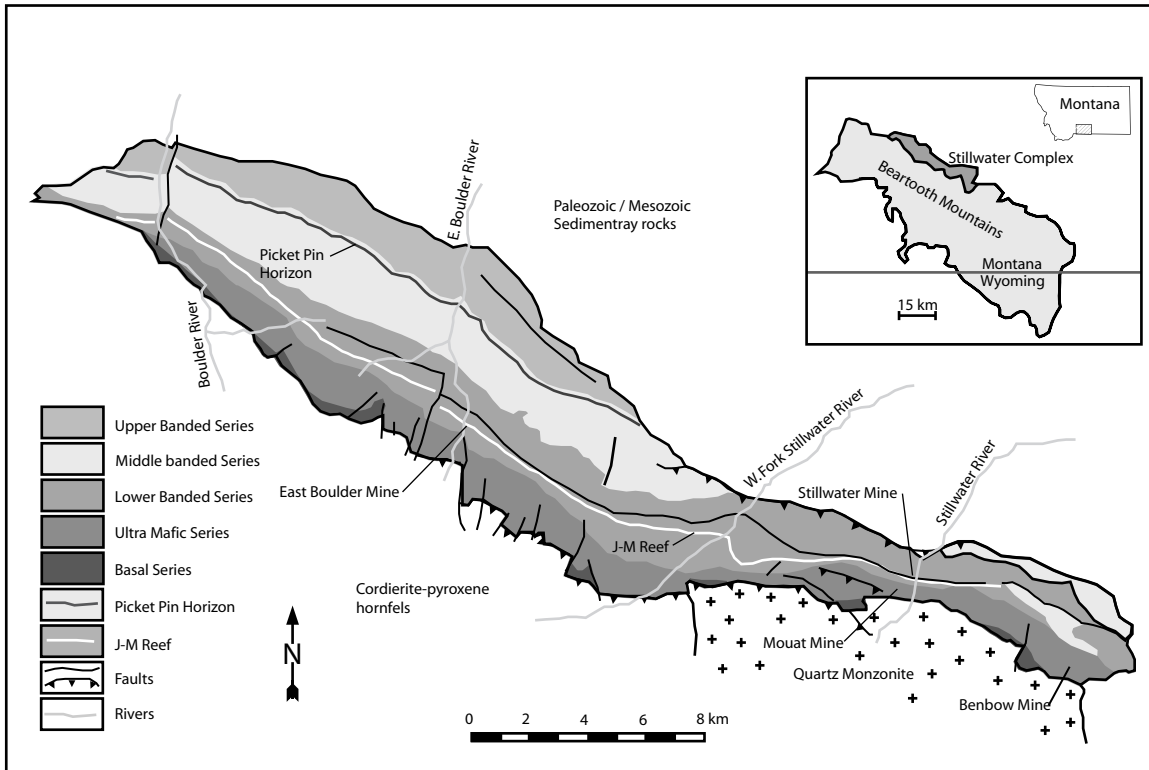 Montana
Stillwater Complex
Beartooth Mountains
Montana
Wyoming
15 km
E. Boulder River
Paleozoic / Mesozoic
Sedimentray rocks
Picket Pin
Horizon
Boulder River
W. Fork Stillwater River
Stillwater River
Stillwater Mine
East Boulder Mine
J-M Reef
Cordierite-pyroxene
hornfels
Mouat Mine
Quartz Monzonite
Benbow Mine
Upper Banded Series
Middle banded Series
Lower Banded Series
Ultra Mafic Series
Basal Series
Picket Pin Horizon
J-M Reef
Faults
Rivers
N
0 2 4 6 8 km